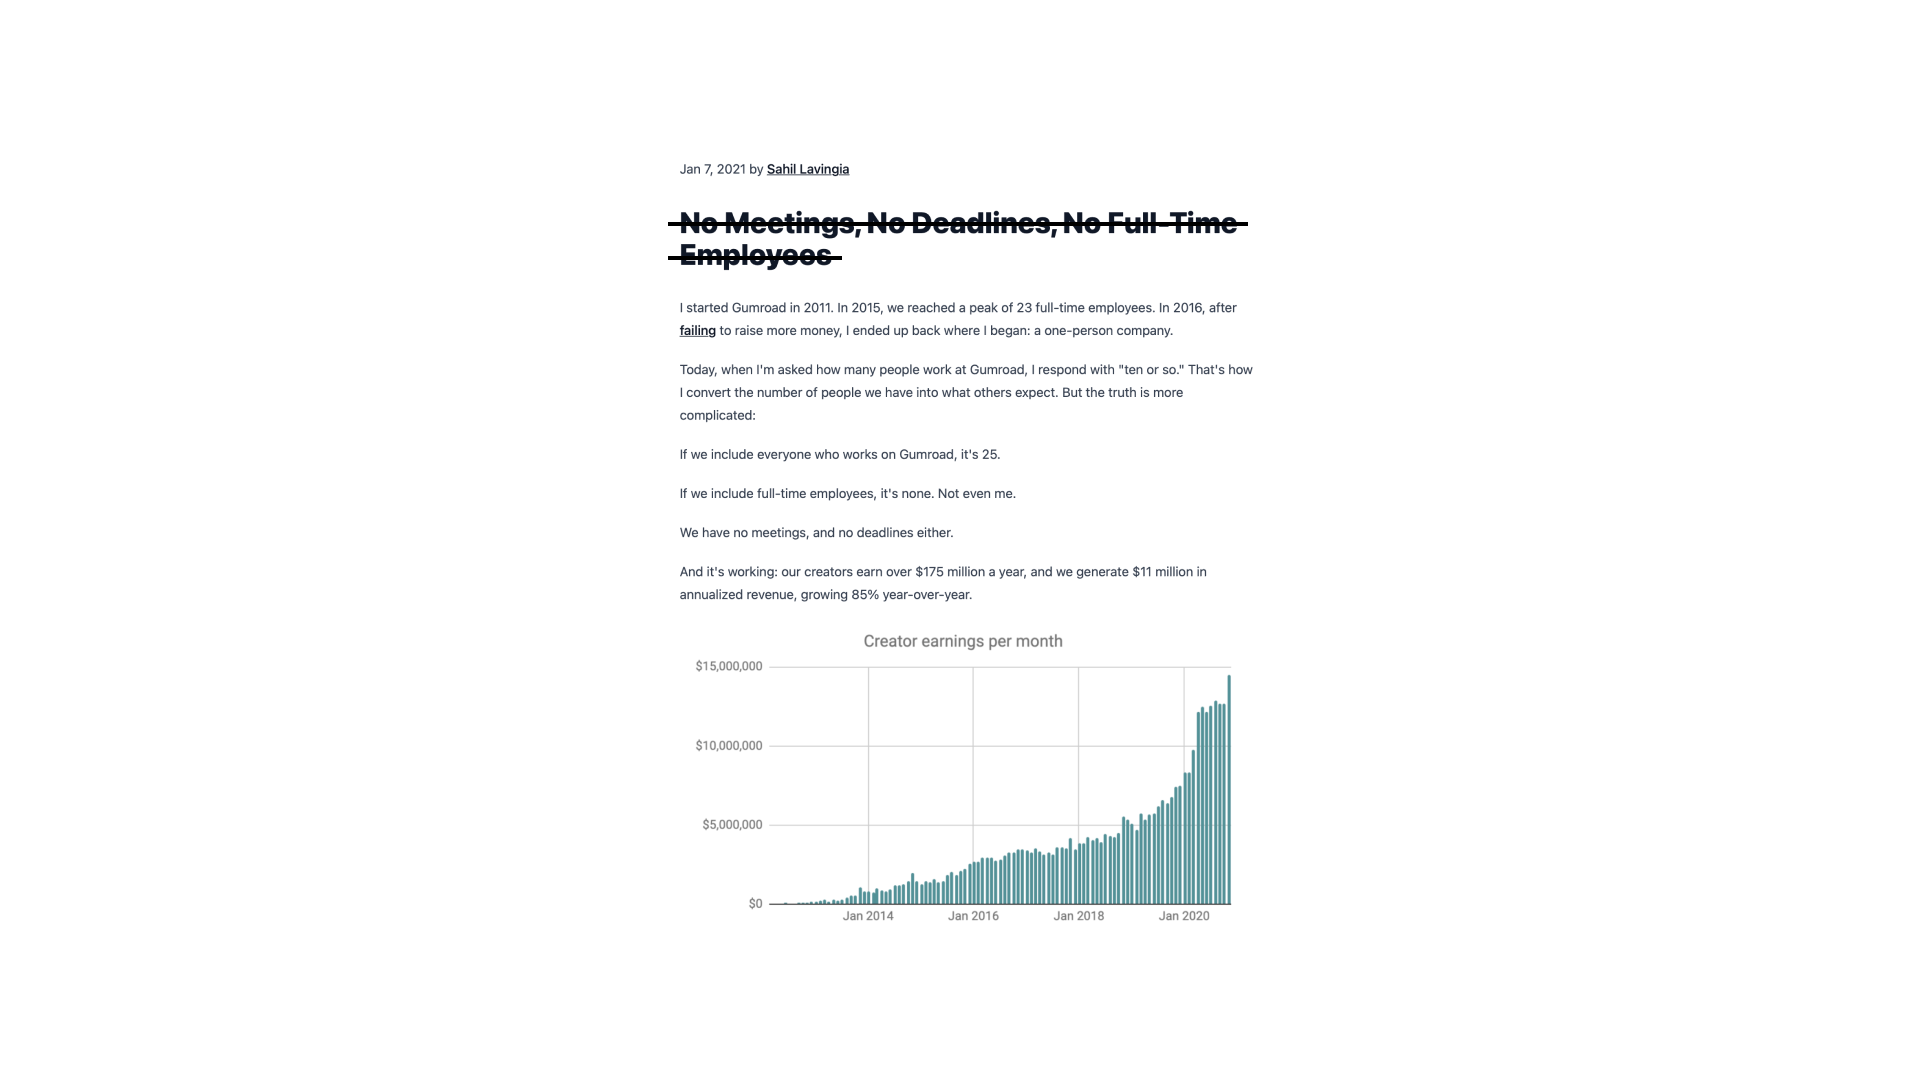 Jan 7, 2021 by Sahil Lavingia
No Meetings, No Deadlines, No Full-Time
Employees
I started Gumroad in 2011. In 2015, we reached a peak of 23 full-time employees. In 2016, after
failing to raise more money, I ended up back where I began: a one-person company.
Today, when I'm asked how many people work at Gumroad, I respond with "ten or so." That's how
I convert the number of people we have into what others expect. But the truth is more
complicated:
If we include everyone who works on Gumroad, it's 25.
If we include full-time employees, it's none. Not even me.
We have no meetings, and no deadlines either.
And it's working: our creators earn over $175 million a year, and we generate $11 million in
annualized revenue, growing 85% year-over-year.
Creator earnings per month
$15,000,000
$10,000,000
$5,000,000
$0
Jan 2014 Jan 2016 Jan 2018 Jan 2020